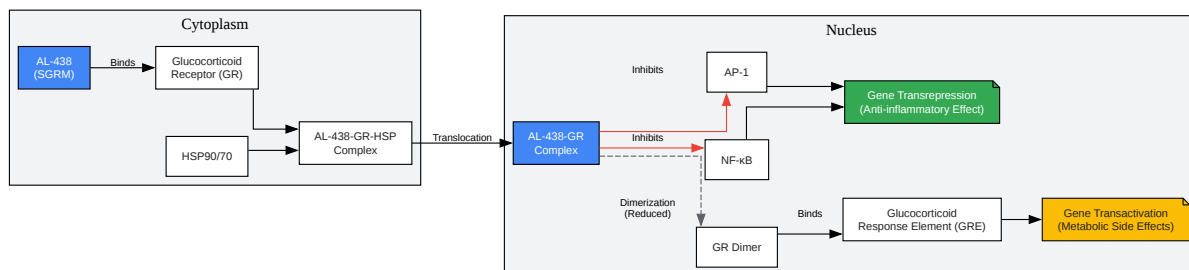 Cytoplasm
AL-438
(SGRM)
Binds
Glucocorticoid
Receptor (GR)
HSP90/70
AL-438-GR-HSP
Complex
Translocation
Nucleus
AL-438-GR
Complex
Inhibits
AP-1
Inhibits
NF-κB
Gene Transrepression
(Anti-inflammatory Effect)
Dimerization
(Reduced)
GR Dimer
Binds
Glucocorticoid
Response Element (GRE)
Gene Transactivation
(Metabolic Side Effects)